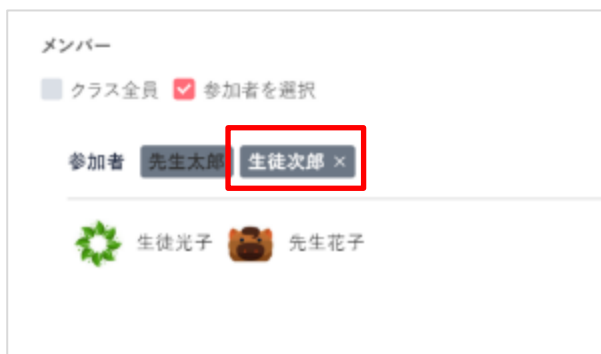 メンバー
クラス全員 参加者を選択
参加者 先生太郎 生徒次郎 ×
生徒光子 先生花子